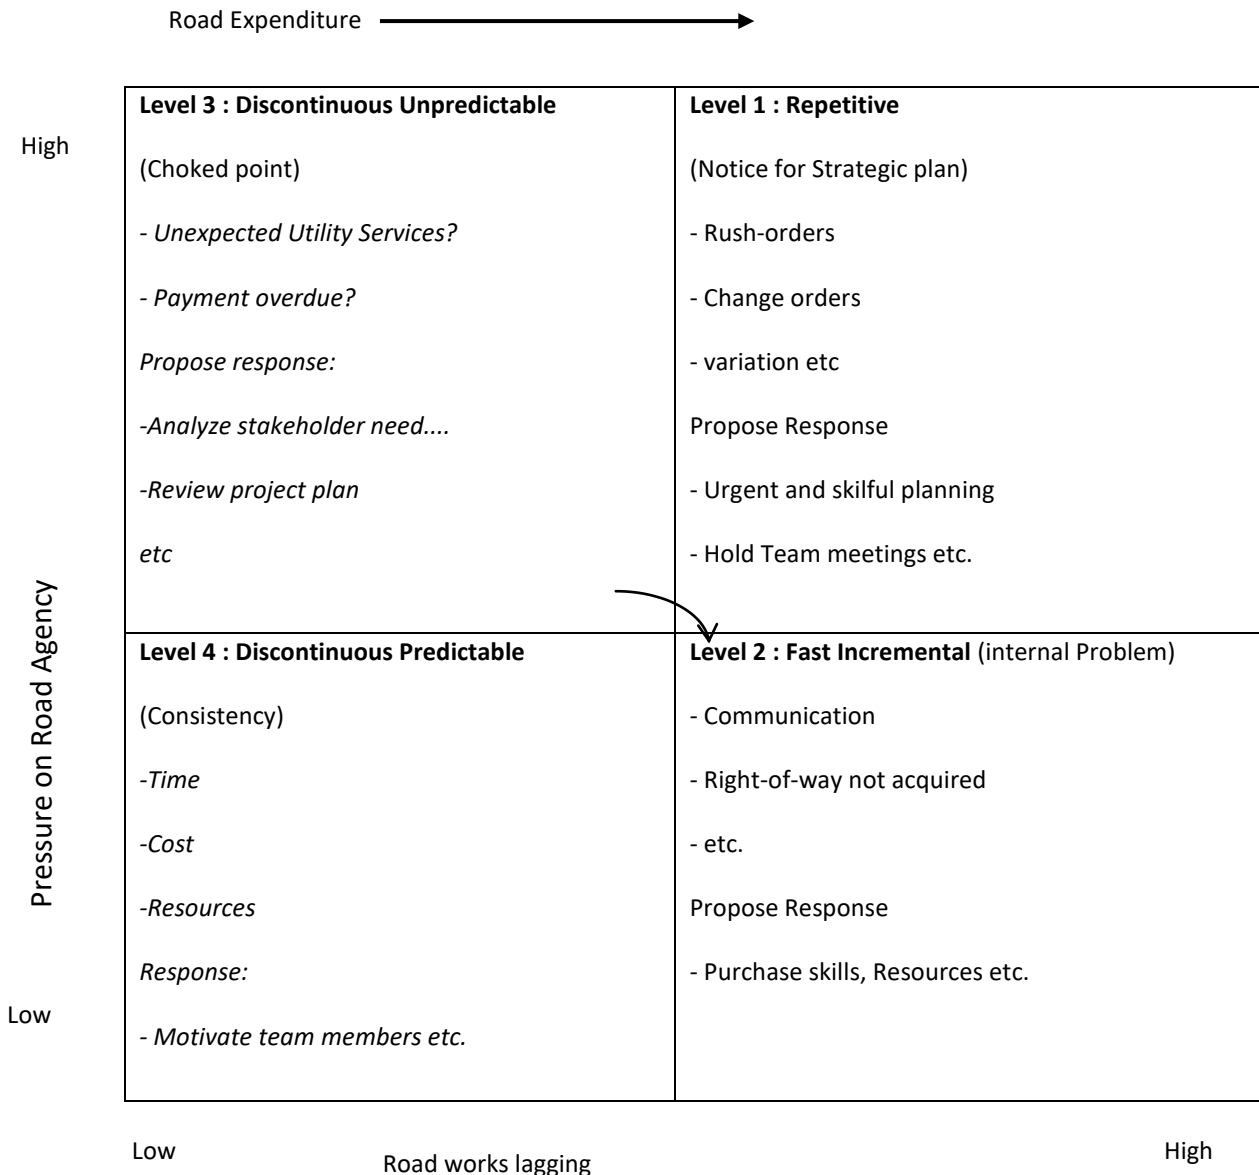 Road Expenditure
Level 3 : Discontinuous Unpredictable
(Choked point)
- Unexpected Utility Services?
- Payment overdue?
Propose response:
-Analyze stakeholder need....
-Review project plan
etc
Level 1 : Repetitive
(Notice for Strategic plan)
- Rush-orders
- Change orders
- variation etc
Propose Response
- Urgent and skilful planning
- Hold Team meetings etc.
High
Pressure on Road Agency
Low
Level 4 : Discontinuous Predictable
(Consistency)
-Time
-Cost
-Resources
Response:
- Motivate team members etc.
Level 2 : Fast Incremental (internal Problem)
- Communication
- Right-of-way not acquired
- etc.
Propose Response
- Purchase skills, Resources etc.
Low
Road works lagging
High